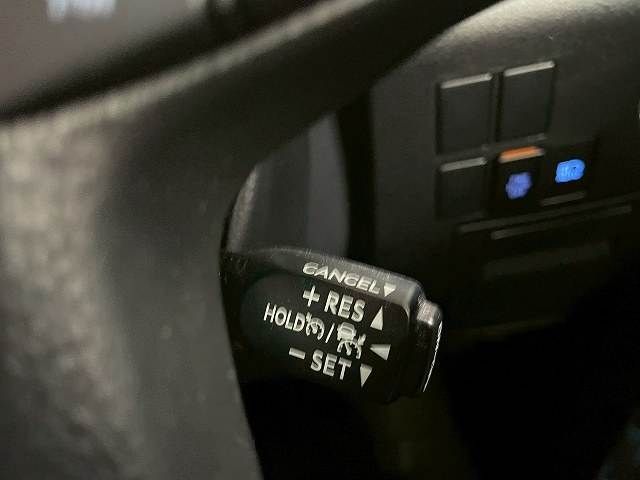 CANCEL▼
+ RES ▲
HOLD / ◀
− SET ▼